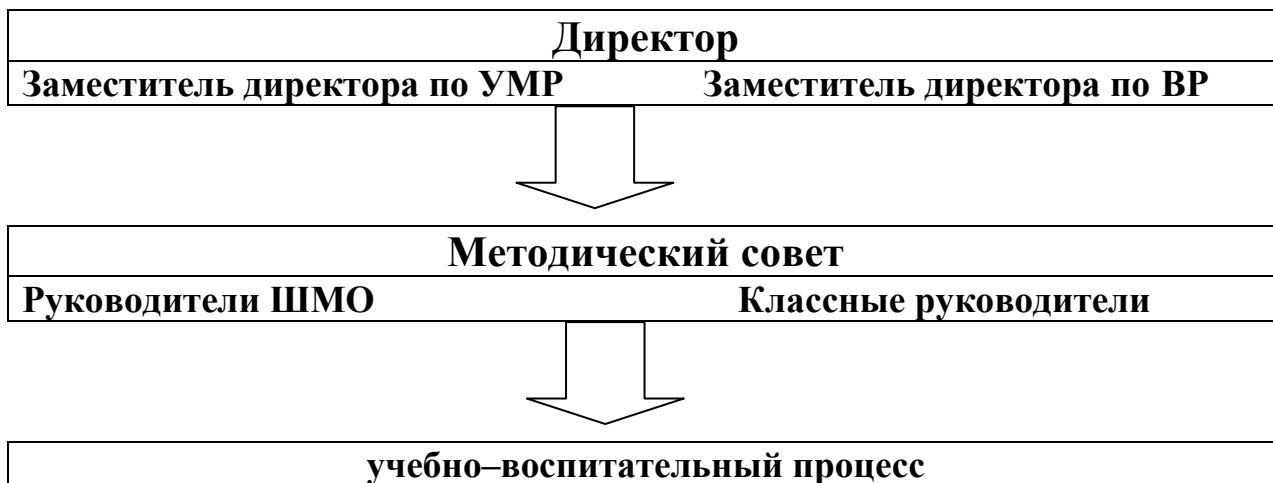 Директор
Заместитель директора по УМР Заместитель директора по ВР
Методический совет
Руководители ШМО Классные руководители
учебно–воспитательный процесс